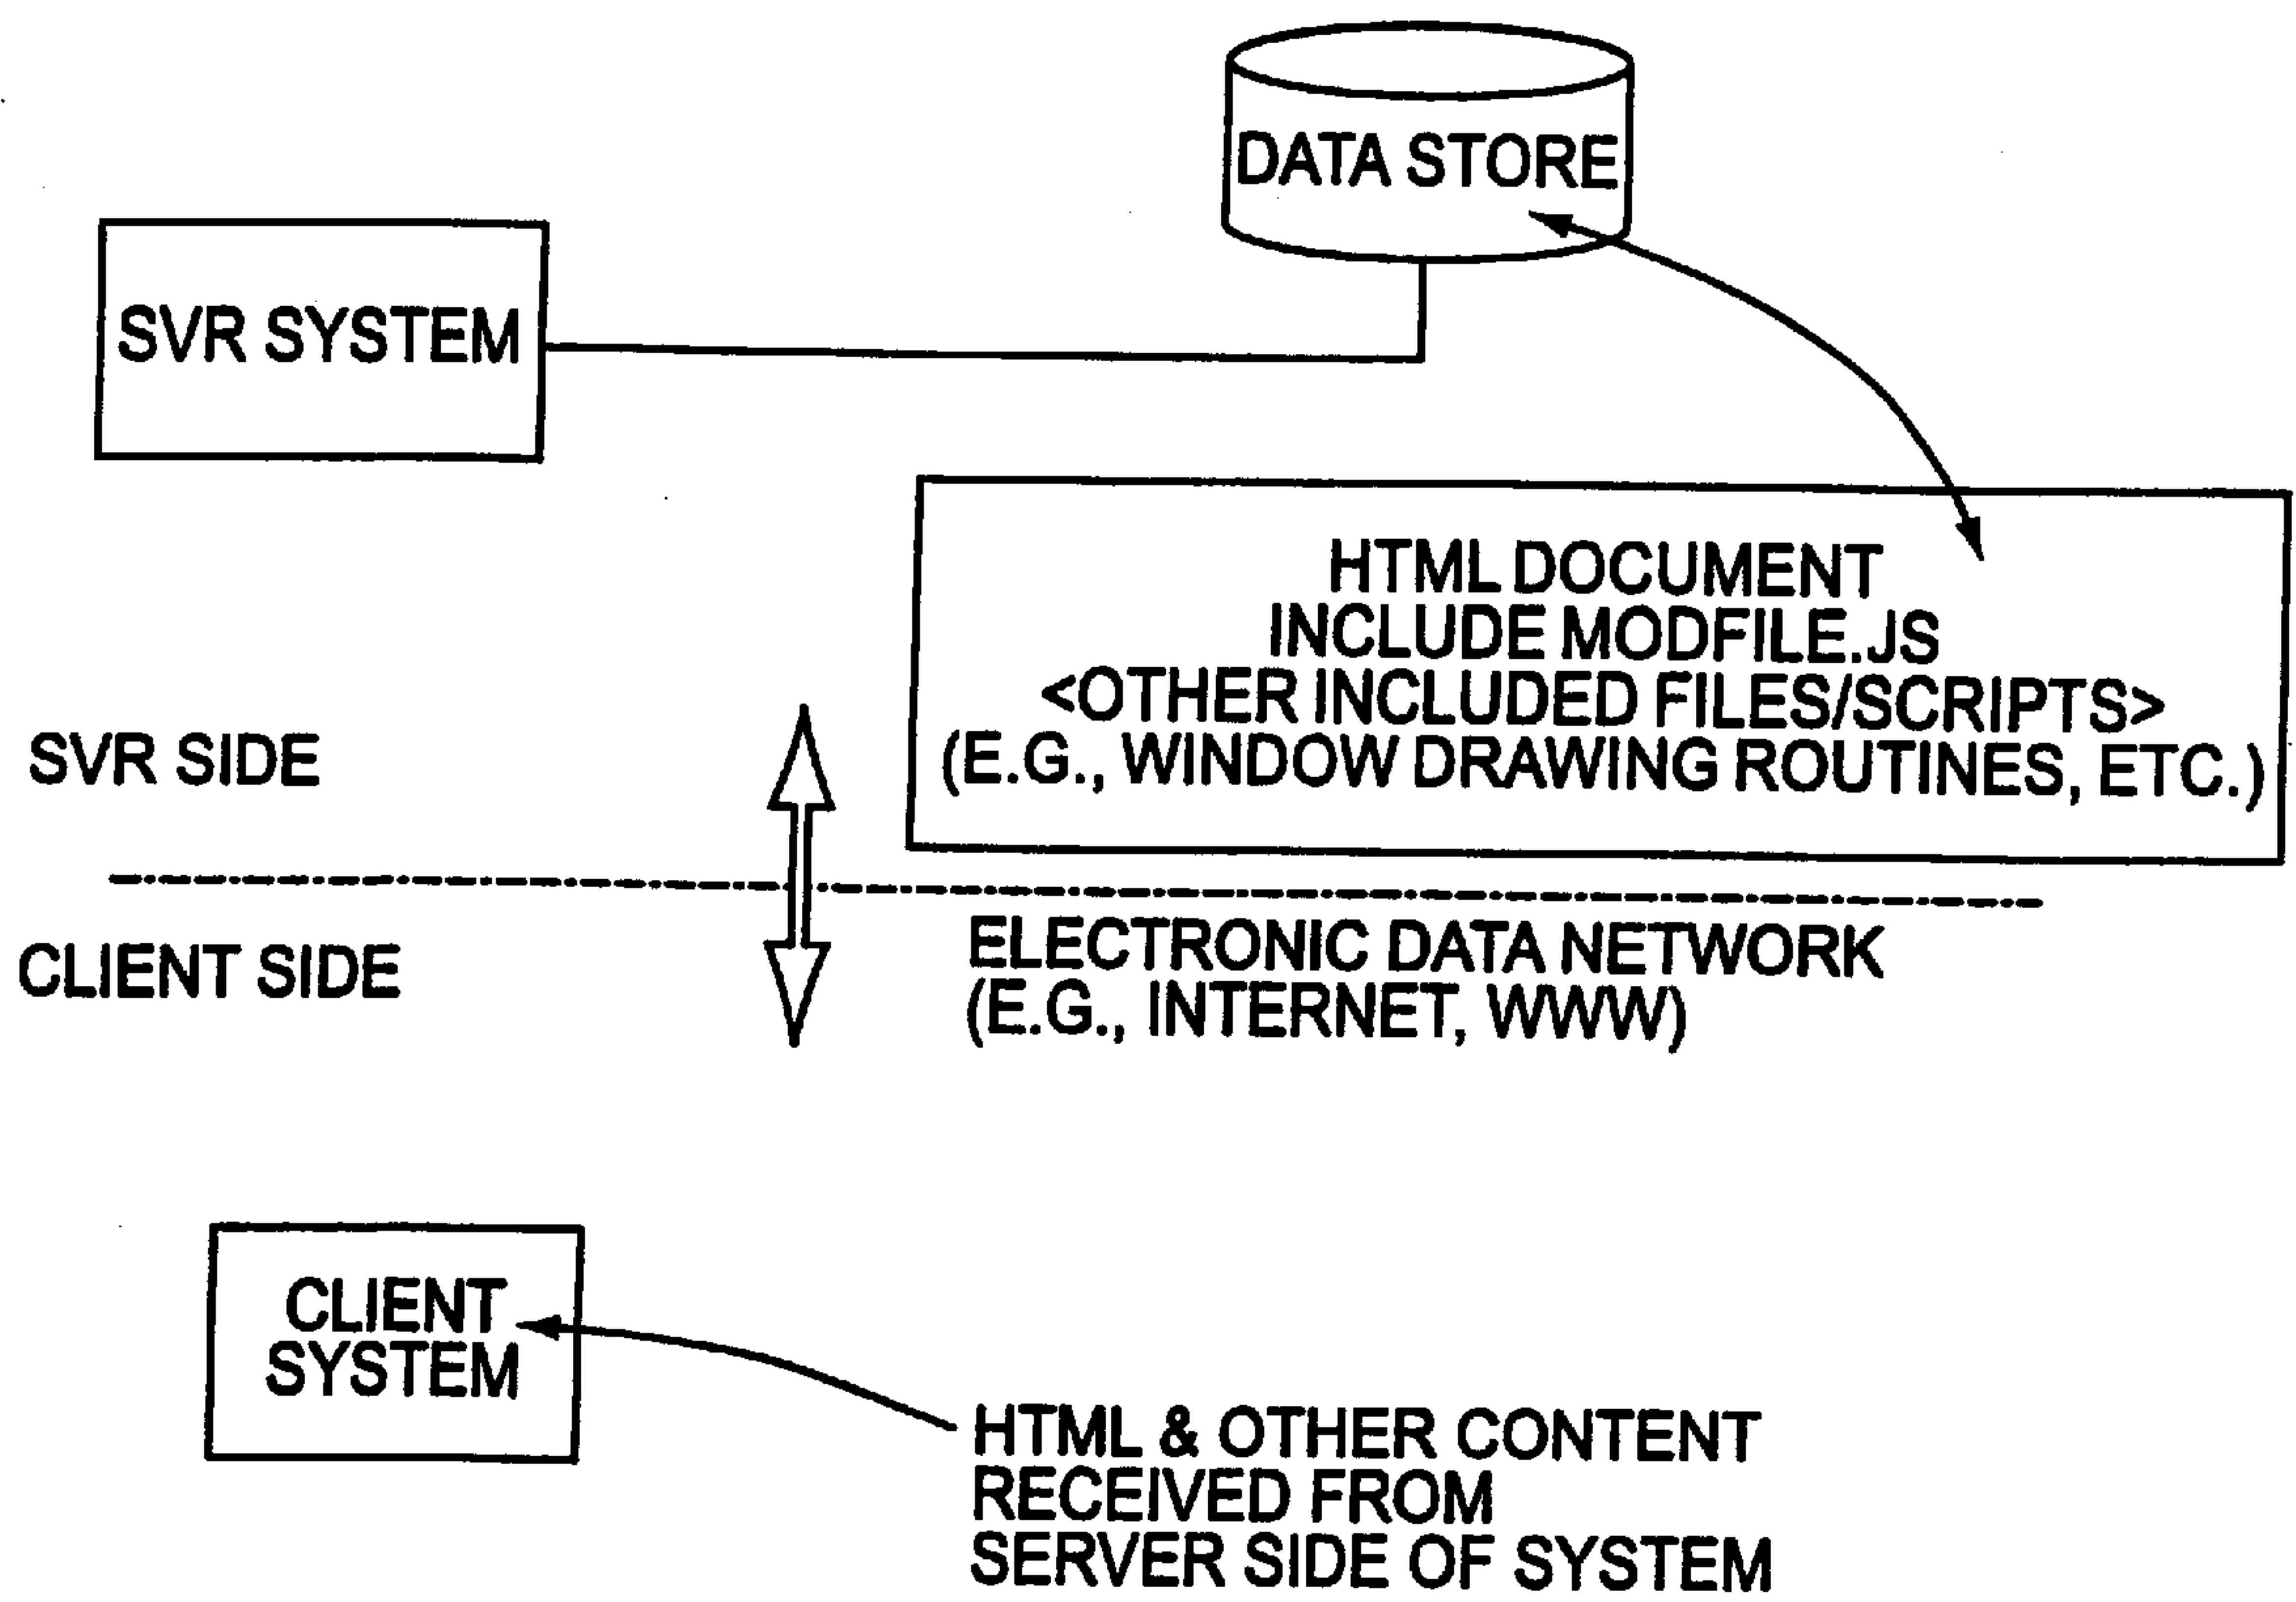 DATA STORE
SVR SYSTEM
HTML DOCUMENT
INCLUDE MODFILE.JS
<OTHER INCLUDED FILES/SCRIPTS>
(E.G., WINDOW DRAWING ROUTINES, ETC.)
SVR SIDE
CLIENT SIDE
ELECTRONIC DATA NETWORK
(E.G., INTERNET, WWW)
CLIENT
SYSTEM
HTML & OTHER CONTENT
RECEIVED FROM
SERVER SIDE OF SYSTEM